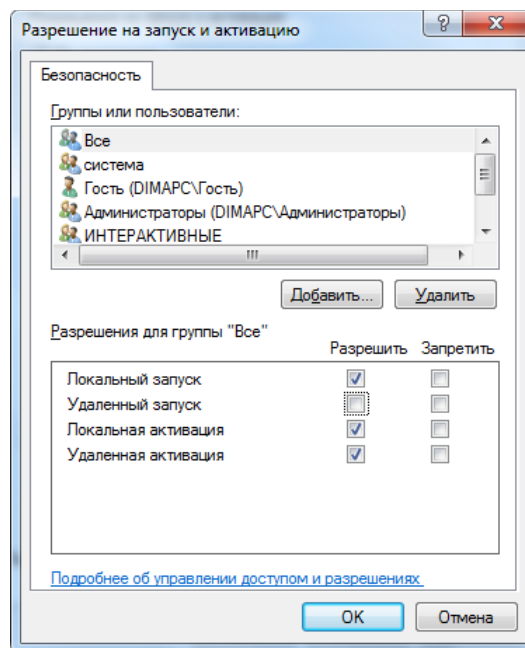 Разрешение на запуск и активацию
Безопасность
Группы или пользователи:
Все
система
Гость (DIMAPC\Гость)
Администраторы (DIMAPC\Администраторы)
ИНТЕРАКТИВНЫЕ
Добавить... Удалить
Разрешения для группы "Все"
Разрешить Запретить
Локальный запуск
Удаленный запуск
Локальная активация
Удаленная активация
Подробнее об управлении доступом и разрешениях
OK Отмена